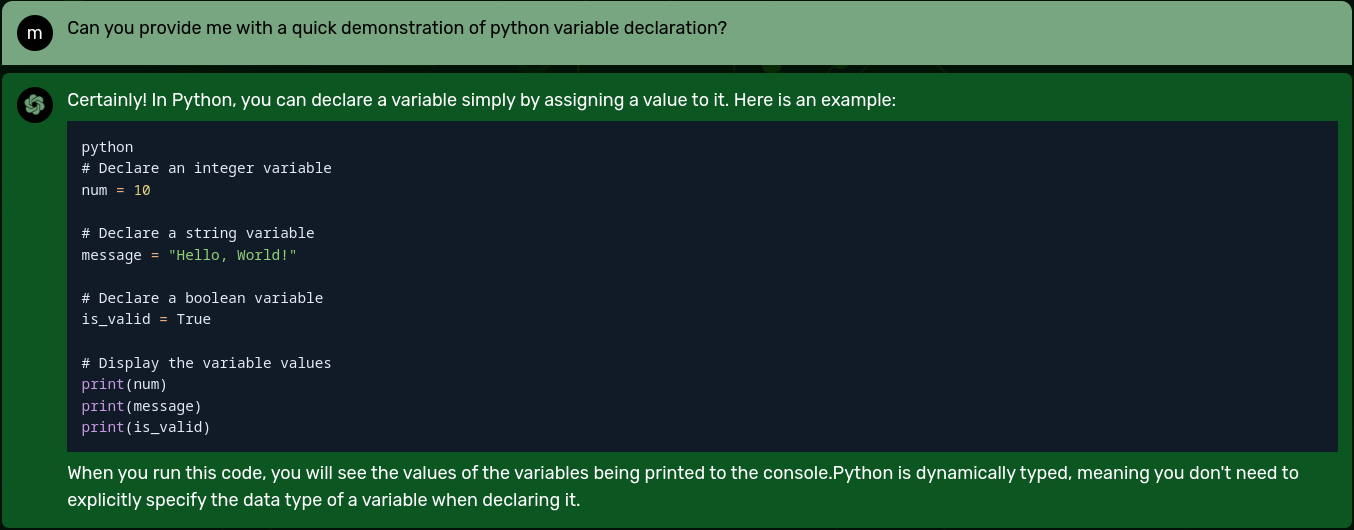 m
Can you provide me with a quick demonstration of python variable declaration?
Certainly! In Python, you can declare a variable simply by assigning a value to it. Here is an example:
python
# Declare an integer variable
num = 10
# Declare a string variable
message = "Hello, World!"
# Declare a boolean variable
is_valid = True
# Display the variable values
print(num)
print(message)
print(is_valid)
When you run this code, you will see the values of the variables being printed to the console.Python is dynamically typed, meaning you don't need to
explicitly specify the data type of a variable when declaring it.